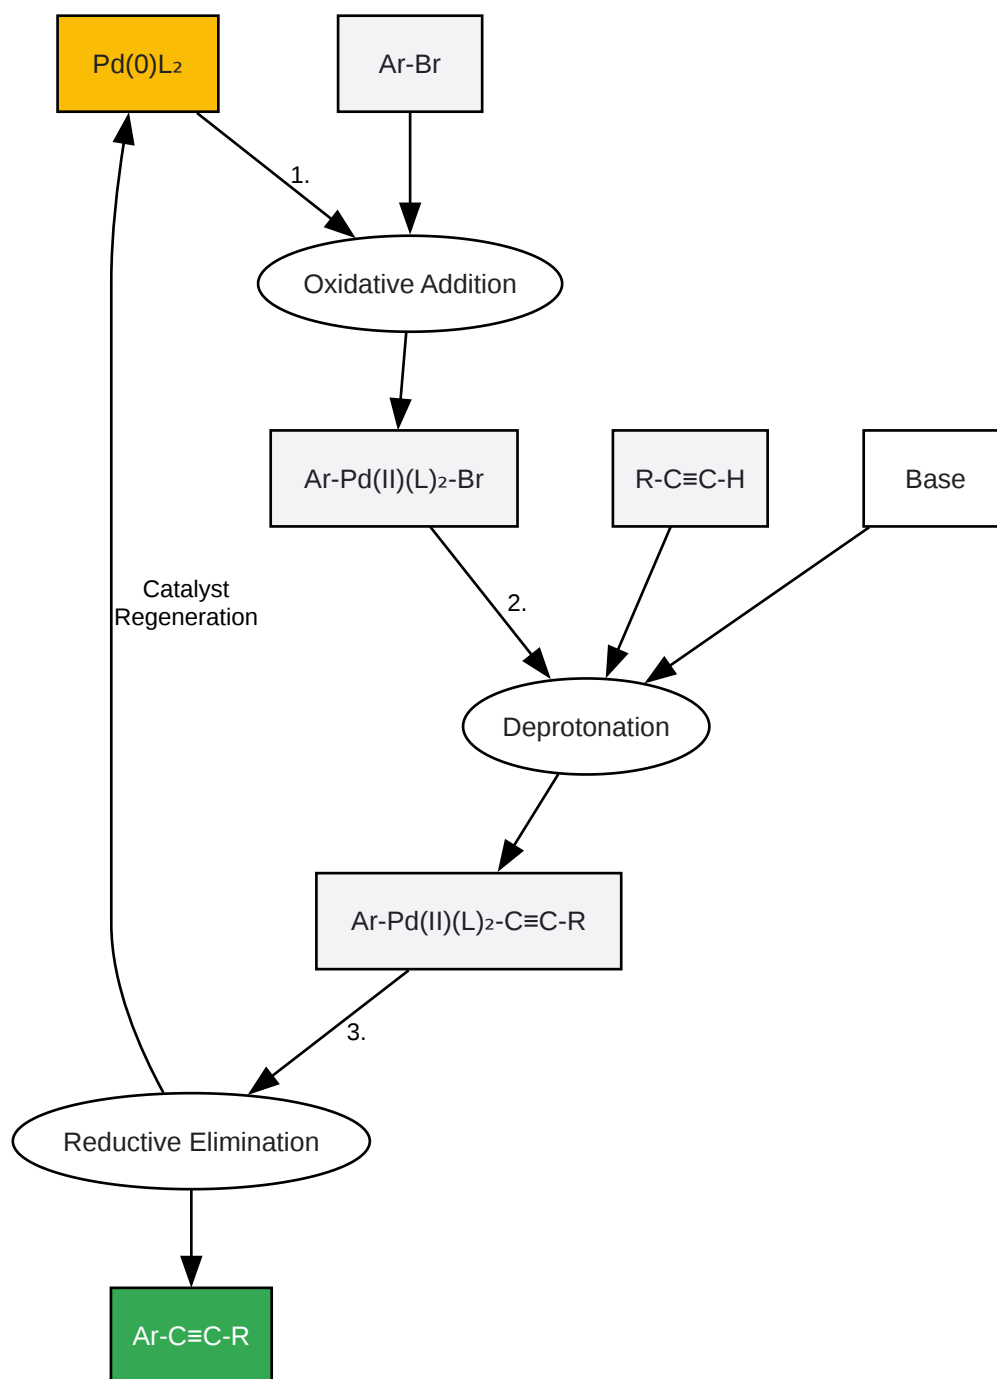 Pd(0)L₂
Ar-Br
1.
Oxidative Addition
Ar-Pd(II)(L)₂-Br
R-C≡C-H
Base
Catalyst
Regeneration
2.
Deprotonation
Ar-Pd(II)(L)₂-C≡C-R
3.
Reductive Elimination
Ar-C≡C-R